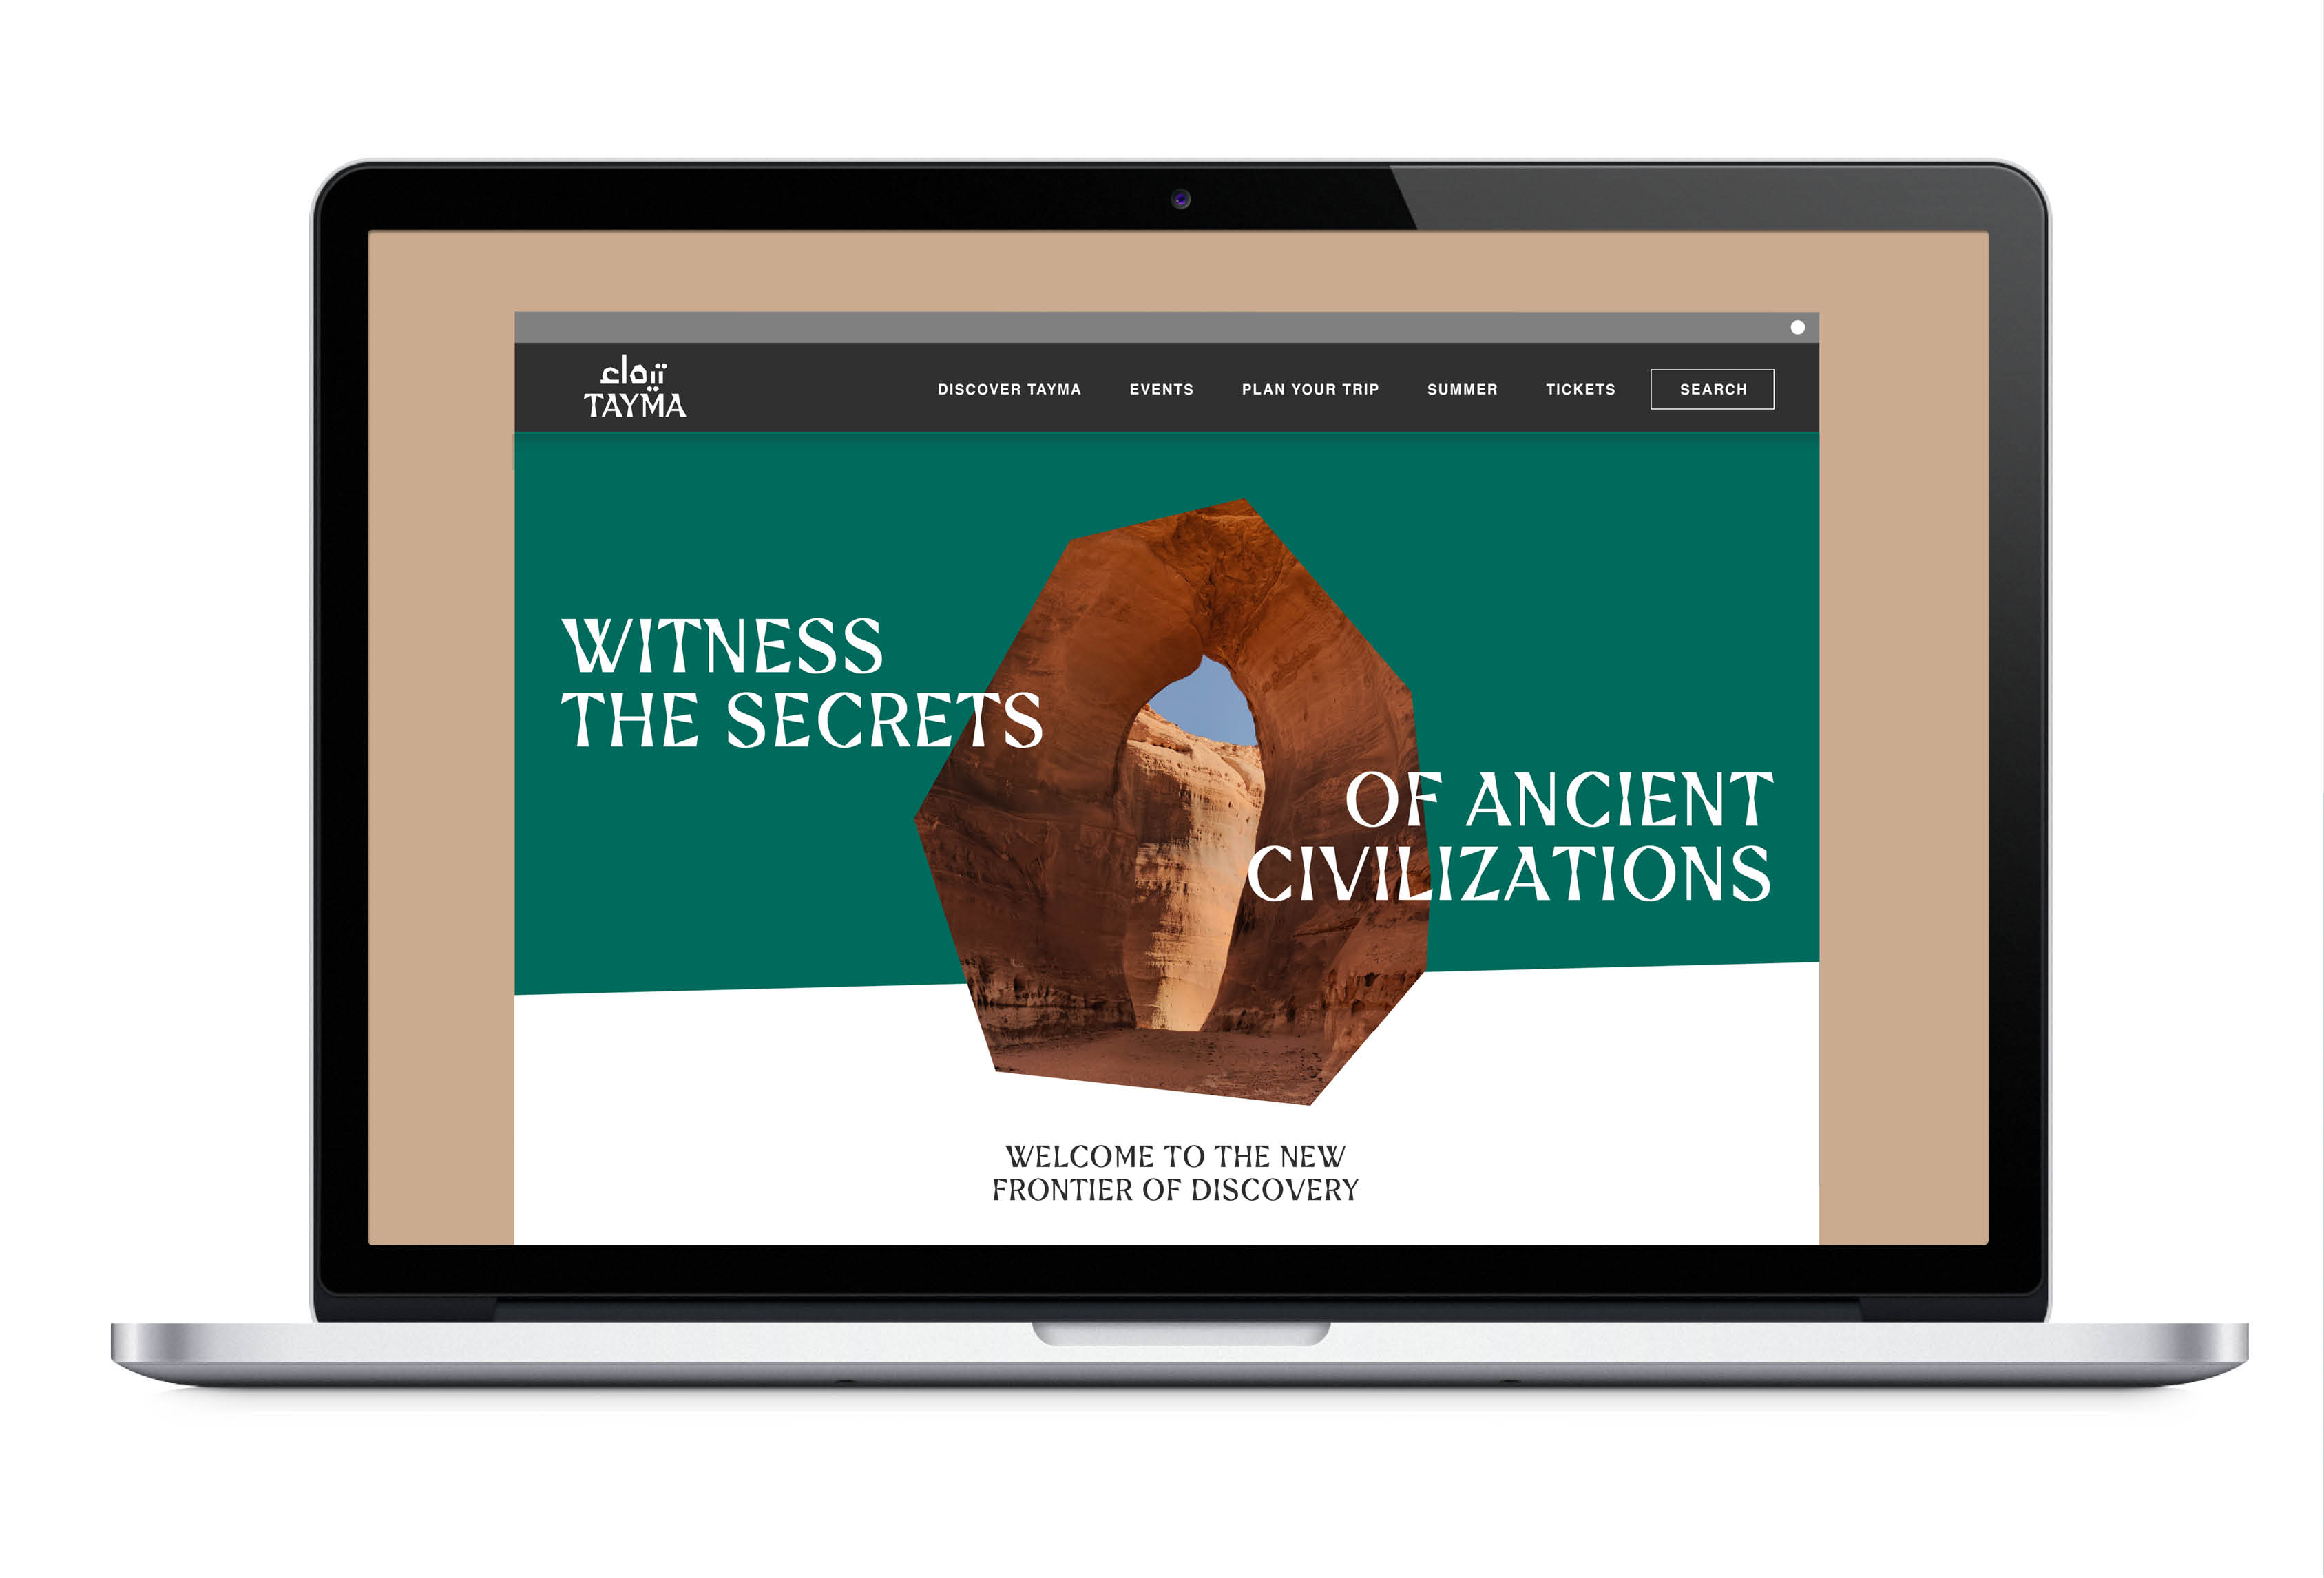 تيماء
TAYMA
DISCOVER TAYMA
EVENTS
PLAN YOUR TRIP
SUMMER
TICKETS
SEARCH
WITNESS
THE SECRETS
OF ANCIENT
CIVILIZATIONS
WELCOME TO THE NEW
FRONTIER OF DISCOVERY